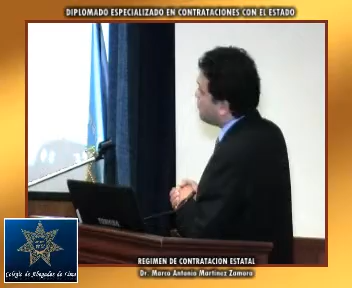 DIPLOMADO ESPECIALIZADO EN CONTRATACIONES CON EL ESTADO
TOSHIBA
REGIMEN DE CONTRATACION ESTATAL
Dr. Marco Antonio Martinez Zamora
Colegio de Abogados de Lima